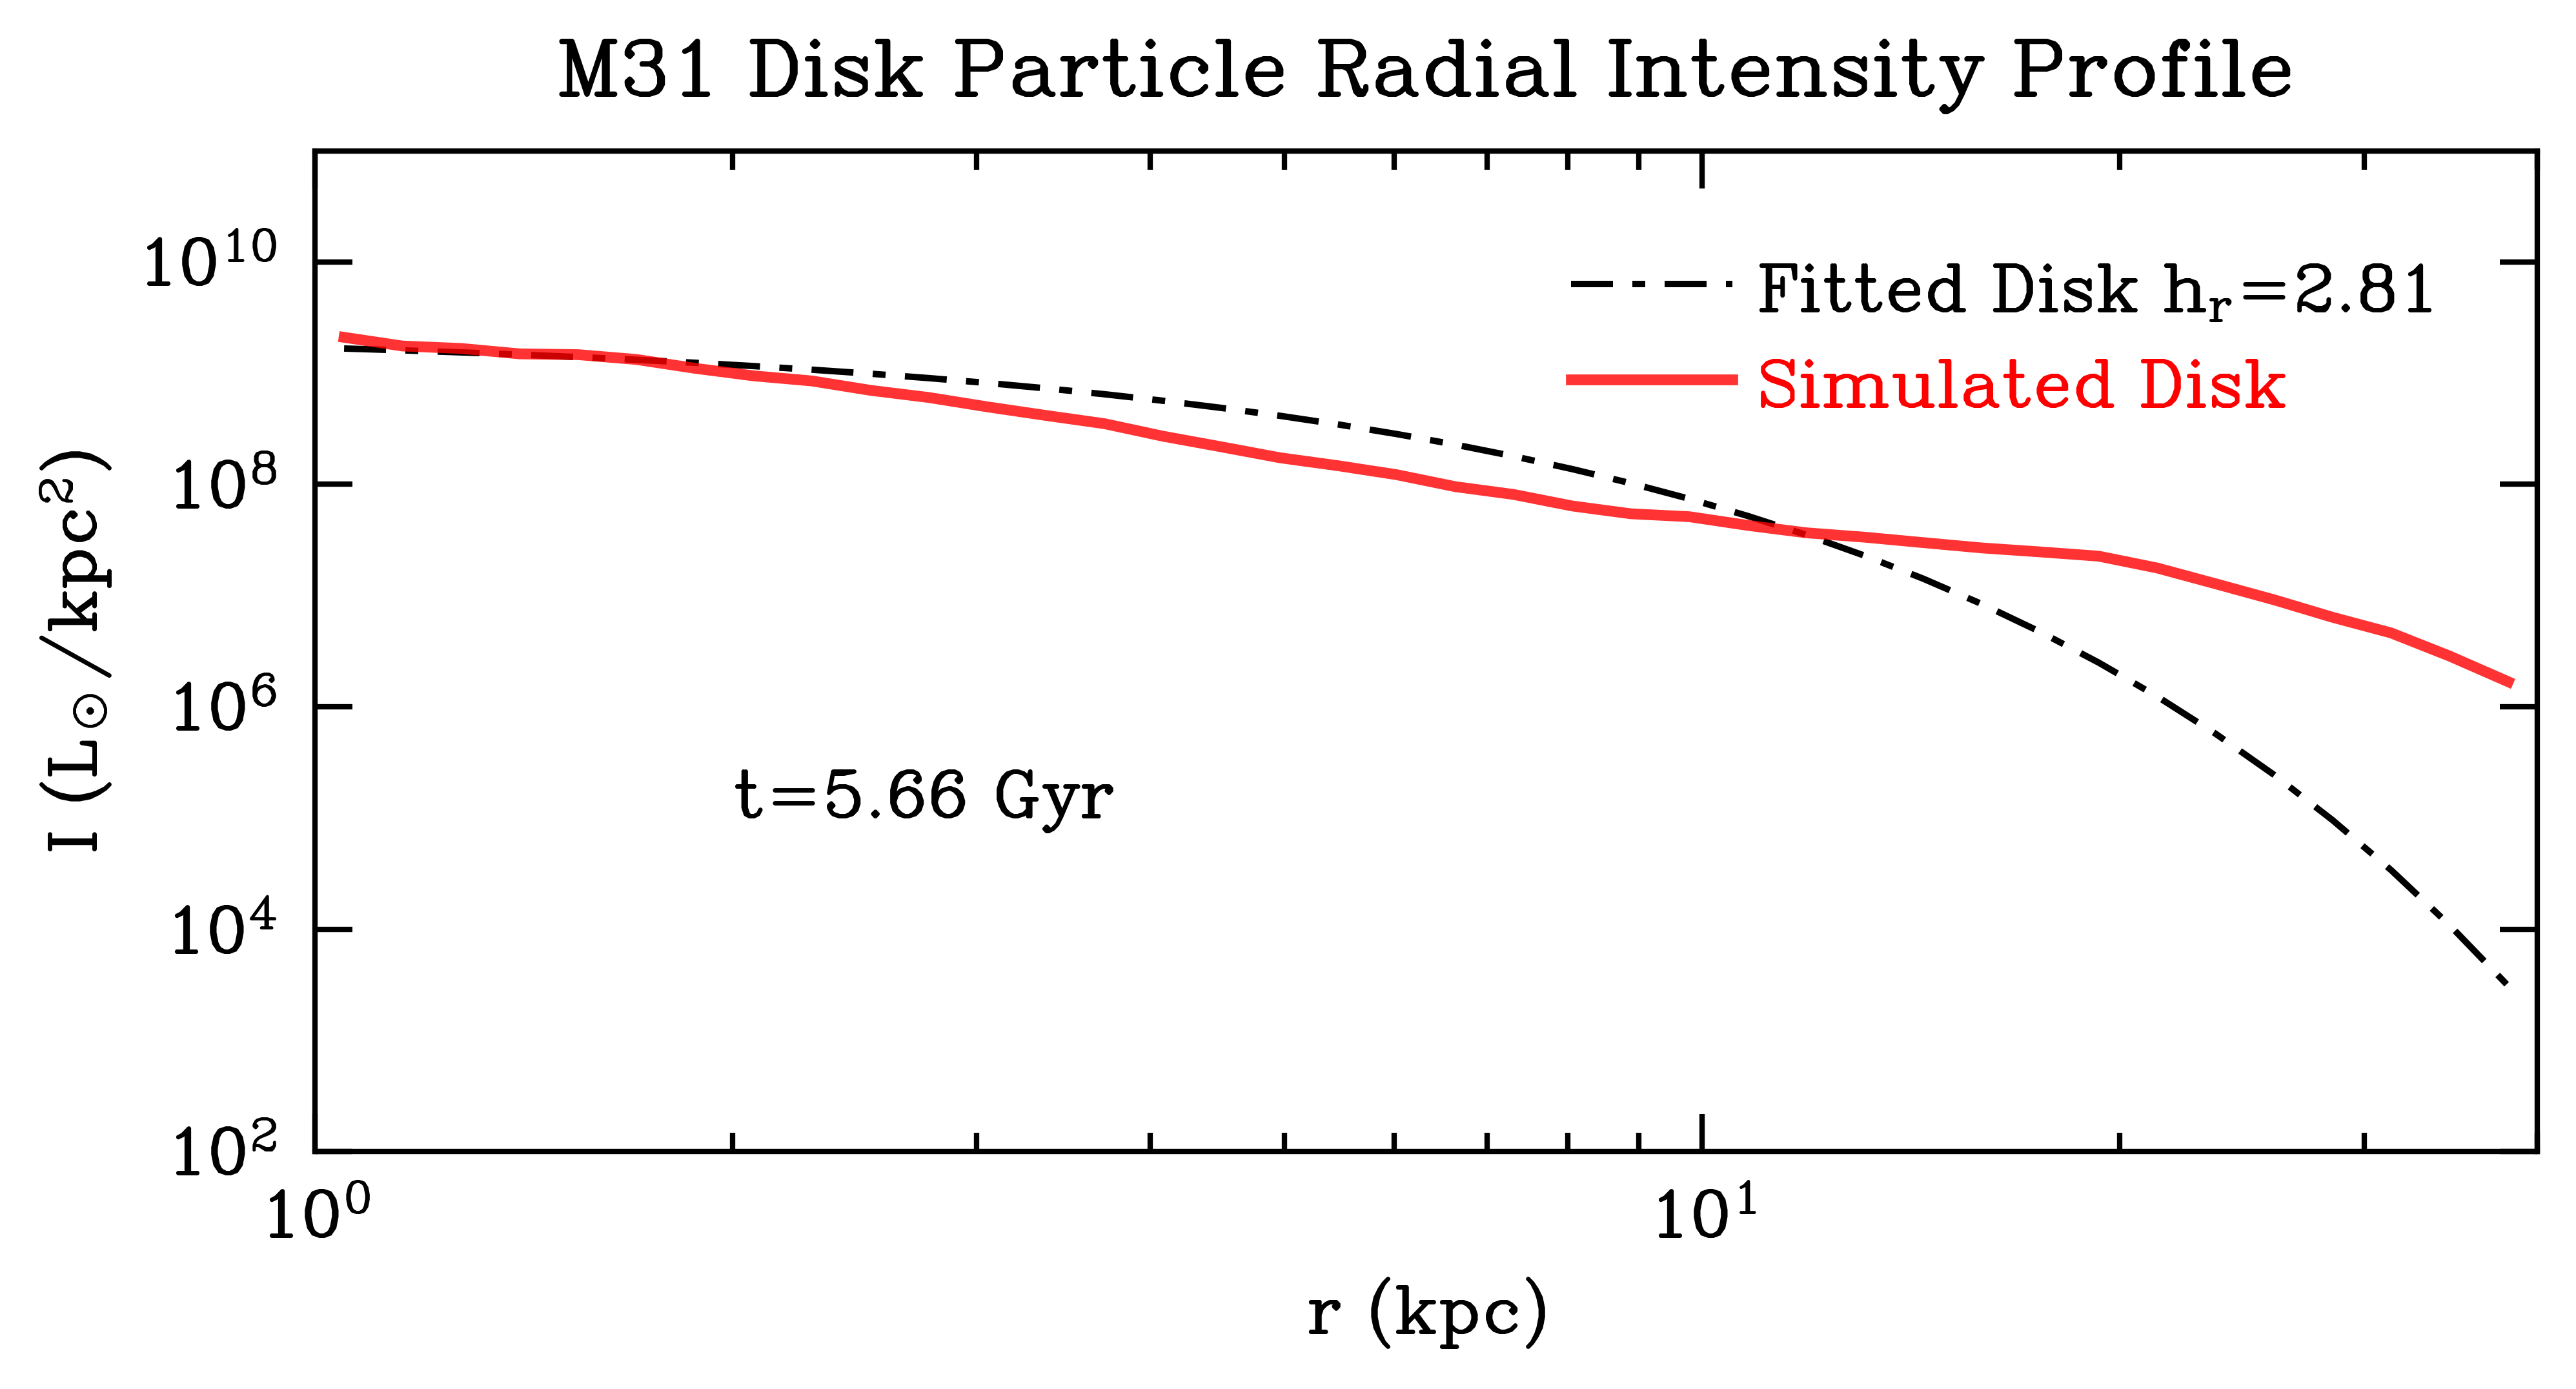 M31 Disk Particle Radial Intensity Profile
10¹⁰
10⁸
10⁶
10⁴
10²
I (L☉/kpc²)
Fitted Disk hᵣ=2.81
Simulated Disk
t=5.66 Gyr
10⁰
10¹
r (kpc)